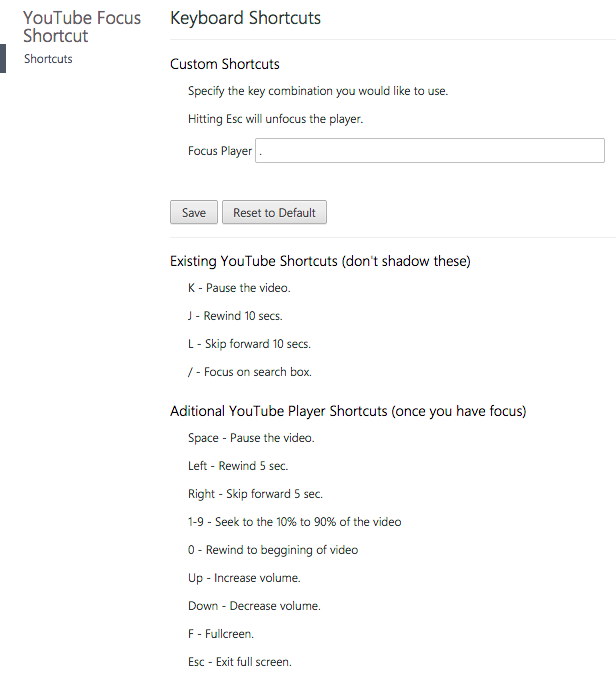 YouTube Focus
Shortcut
Shortcuts
Keyboard Shortcuts
Custom Shortcuts
Specify the key combination you would like to use.
Hitting Esc will unfocus the player.
Focus Player .
Save Reset to Default
Existing YouTube Shortcuts (don't shadow these)
K - Pause the video.
J - Rewind 10 secs.
L - Skip forward 10 secs.
/ - Focus on search box.
Aditional YouTube Player Shortcuts (once you have focus)
Space - Pause the video.
Left - Rewind 5 sec.
Right - Skip forward 5 sec.
1-9 - Seek to the 10% to 90% of the video
0 - Rewind to beggining of video
Up - Increase volume.
Down - Decrease volume.
F - Fullcreen.
Esc - Exit full screen.